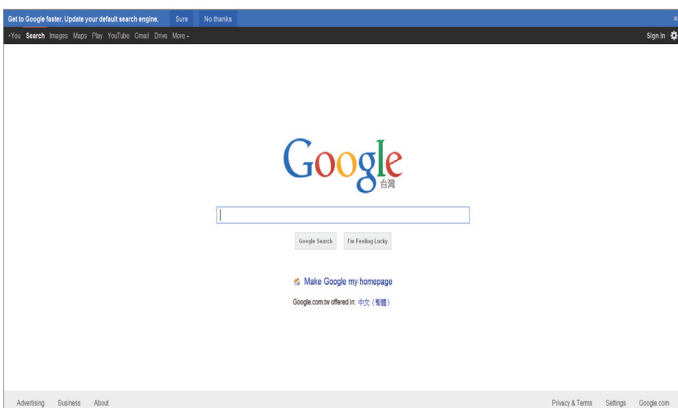 Get to Google faster. Update your default search engine. Sure No thanks ×
+You Search Images Maps Play YouTube Gmail Drive More Sign in
Google
台灣
Google Search I'm Feeling Lucky
Make Google my homepage
Google.com.tw offered in: 中文（繁體）
Advertising Business About Privacy & Terms Settings Google.com